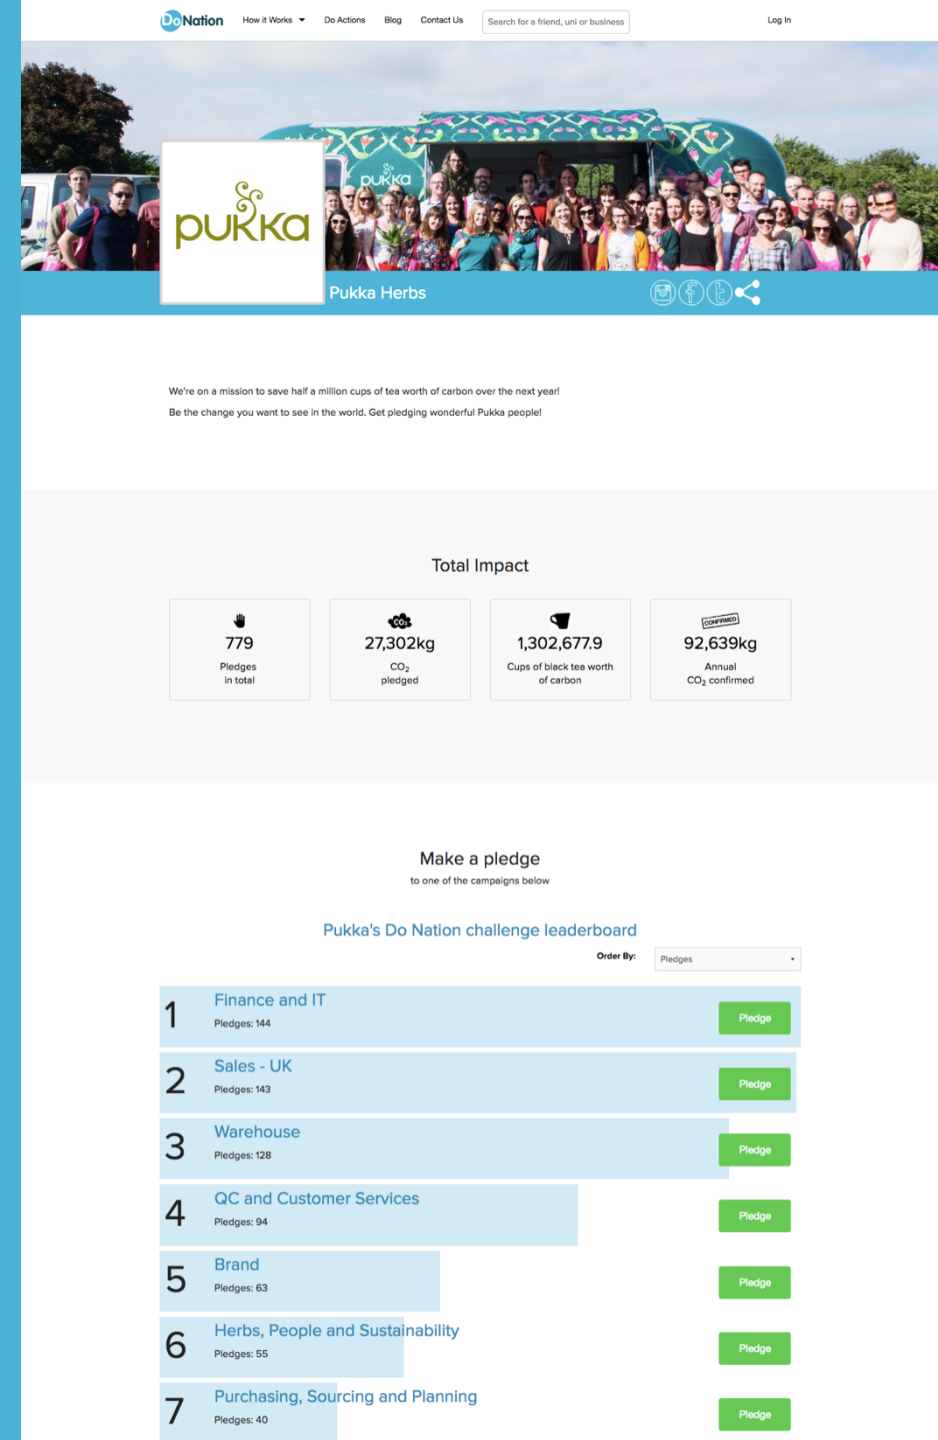 DoNation
How it Works
Do Actions
Blog
Contact Us
Search for a friend, uni or business
Log In
pukka
pukka
Pukka Herbs
We're on a mission to save half a million cups of tea worth of carbon over the next year!
Be the change you want to see in the world. Get pledging wonderful Pukka people!
Total Impact
779
Pledges
in total
CO₂
27,302kg
CO₂
pledged
1,302,677.9
Cups of black tea worth
of carbon
CONFIRMED
92,639kg
Annual
CO₂ confirmed
Make a pledge
to one of the campaigns below
Pukka's Do Nation challenge leaderboard
Order By:
Pledges
1
Finance and IT
Pledges: 144
Pledge
2
Sales - UK
Pledges: 143
Pledge
3
Warehouse
Pledges: 128
Pledge
4
QC and Customer Services
Pledges: 94
Pledge
5
Brand
Pledges: 63
Pledge
6
Herbs, People and Sustainability
Pledges: 55
Pledge
7
Purchasing, Sourcing and Planning
Pledges: 40
Pledge